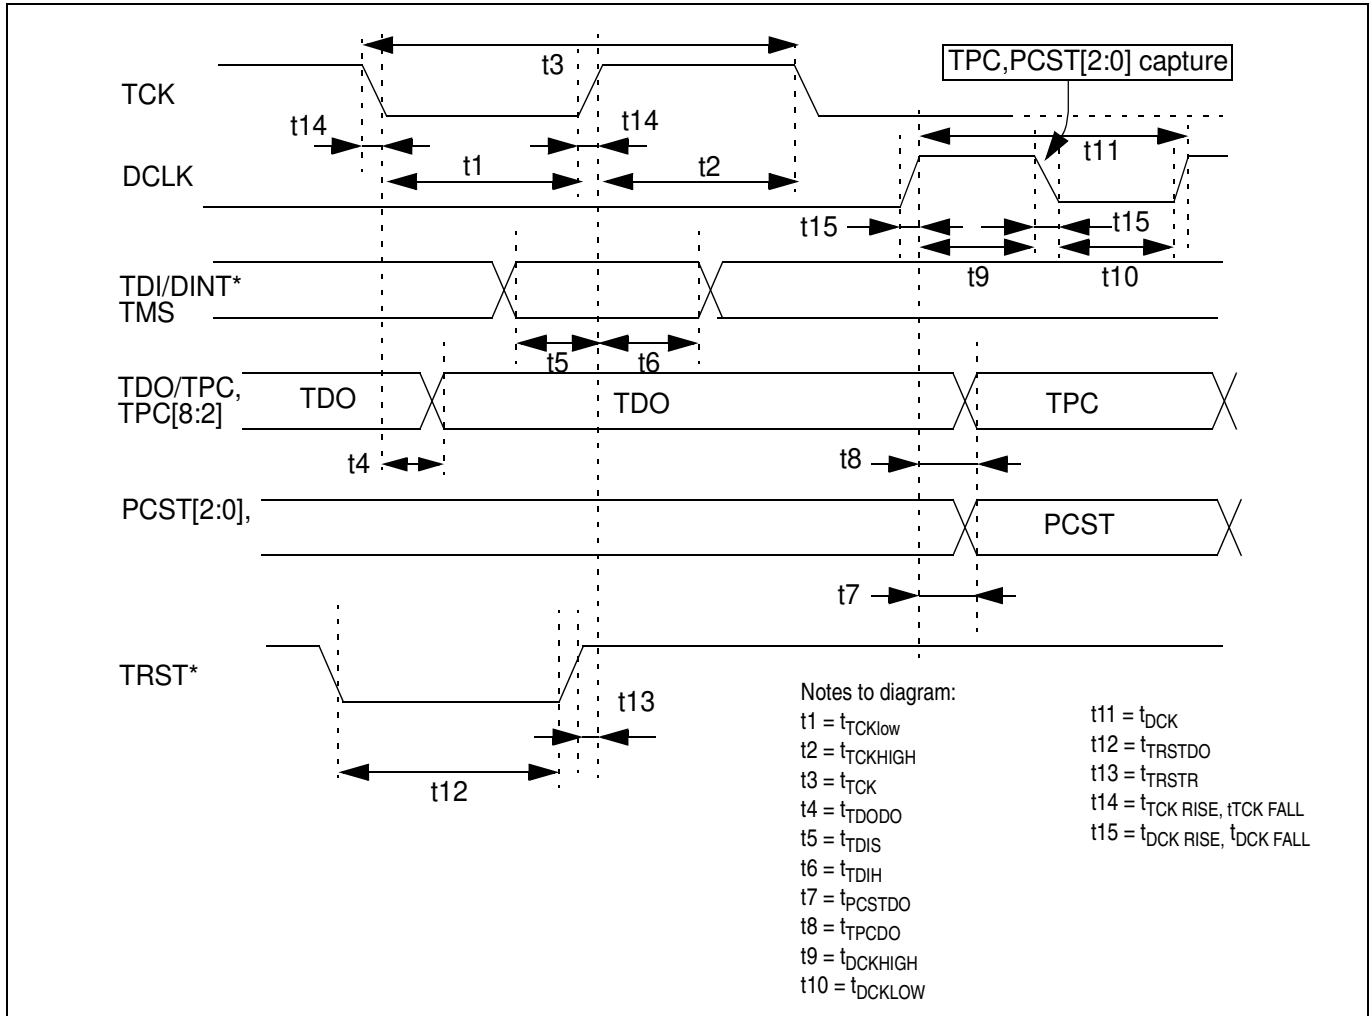 t3
TPC,PCST[2:0] capture
TCK
t14
t14
t11
t1
t2
DCLK
t15
t15
t9
t10
TDI/DINT*
TMS
t5
t6
TDO/TPC,
TPC[8:2]
TDO
TDO
TPC
t4
t8
PCST[2:0],
PCST
t7
TRST*
t13
t12
Notes to diagram:
t1 = tTCKlow
t2 = tTCKHIGH
t3 = tTCK
t4 = tTDODO
t5 = tTDIS
t6 = tTDIH
t7 = tPCSTDO
t8 = tTPCDO
t9 = tDCKHIGH
t10 = tDCKLOW
t11 = tDCK
t12 = tTRSTDO
t13 = tTRSTR
t14 = tTCK RISE, tTCK FALL
t15 = tDCK RISE, tDCK FALL